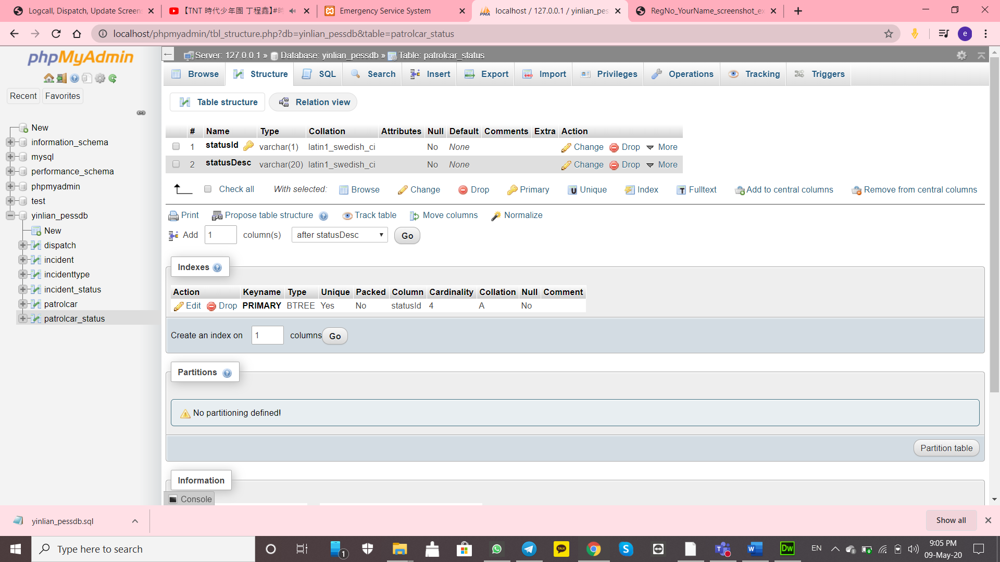 Logcall, Dispatch, Update Screens
【TNT 時代少年團 丁程鑫】#時
Emergency Service System
localhost / 127.0.0.1 / yinlian_pes
RegNo_YourName_screenshot_ex
localhost/phpmyadmin/tbl_structure.php?db=yinlian_pessdb&table=patrolcar_status
e
phpMyAdmin
Recent Favorites
New
information_schema
mysql
performance_schema
phpmyadmin
test
yinlian_pessdb
New
dispatch
incident
incidenttype
incident_status
patrolcar
patrolcar_status
Server: 127.0.0.1 » Database: yinlian_pessdb » Table: patrolcar_status
Browse Structure SQL Search Insert Export Import Privileges Operations Tracking Triggers
Table structure Relation view
# Name Type Collation Attributes Null Default Comments Extra Action
1 statusId varchar(1) latin1_swedish_ci No None Change Drop More
2 statusDesc varchar(20) latin1_swedish_ci No None Change Drop More
Check all With selected: Browse Change Drop Primary Unique Index Fulltext Add to central columns Remove from central columns
Print Propose table structure Track table Move columns Normalize
Add 1 column(s) after statusDesc Go
Indexes
Action Keyname Type Unique Packed Column Cardinality Collation Null Comment
Edit Drop PRIMARY BTREE Yes No statusId 4 A No
Create an index on 1 columns Go
Partitions
No partitioning defined!
Partition table
Information
Console
yinlian_pessdb.sql
Show all
Type here to search
1
TALK
W
Dw
EN
9:05 PM
09-May-20